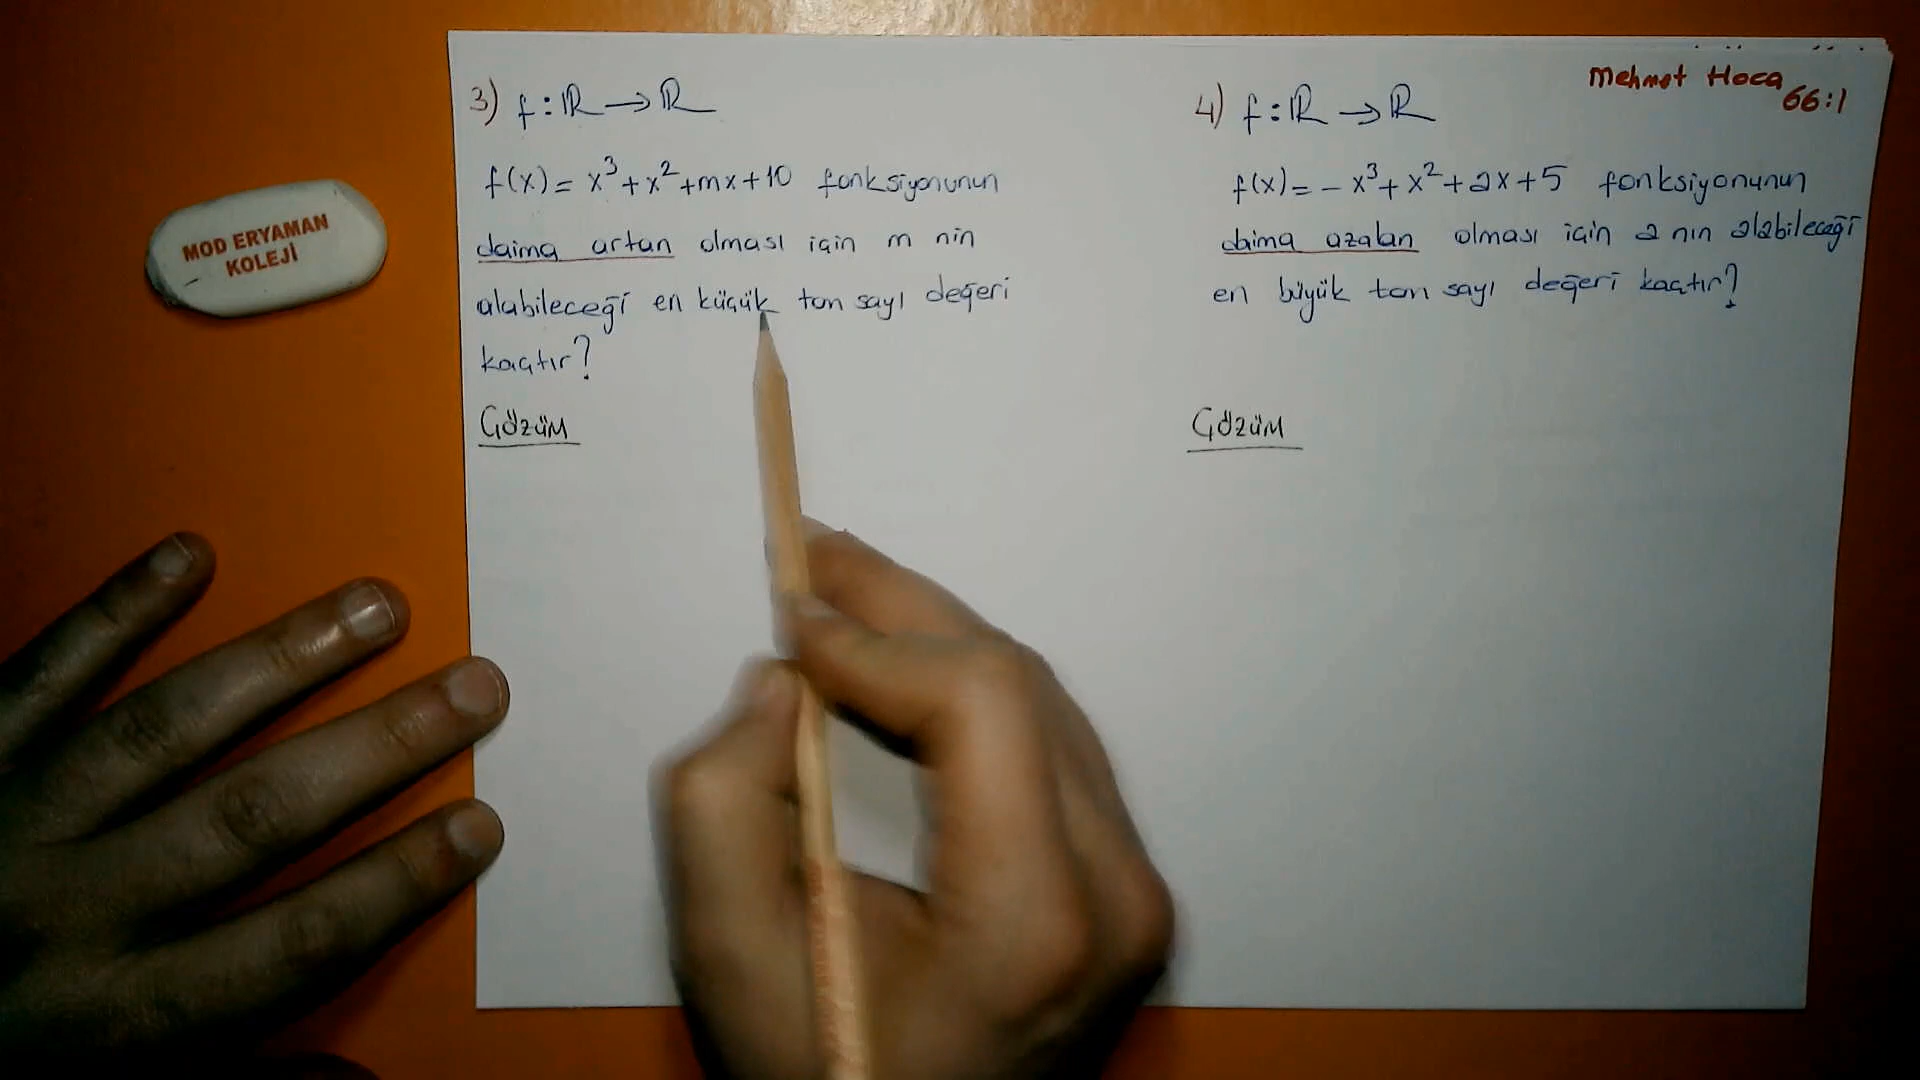 MOD ERYAMAN
KOLEJİ
3) f:ℝ→ℝ
f(x) = x³+x²+mx+10 fonksiyonunun
daima artan olması için m nin
alabileceği en küçük tam sayı değeri
kaçtır?
Çözüm
Mehmet Hoca
66:1
4) f:ℝ→ℝ
f(x)= -x³+x²+ax+5 fonksiyonunun
daima azalan olması için a nın alabileceği
en büyük tam sayı değeri kaçtır?
Çözüm